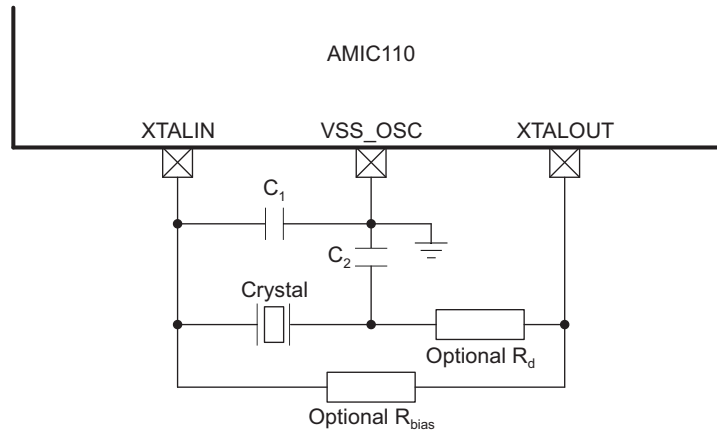 AMIC110
XTALIN VSS_OSC XTALOUT
C1
C2
Crystal
Optional Rd
Optional Rbias